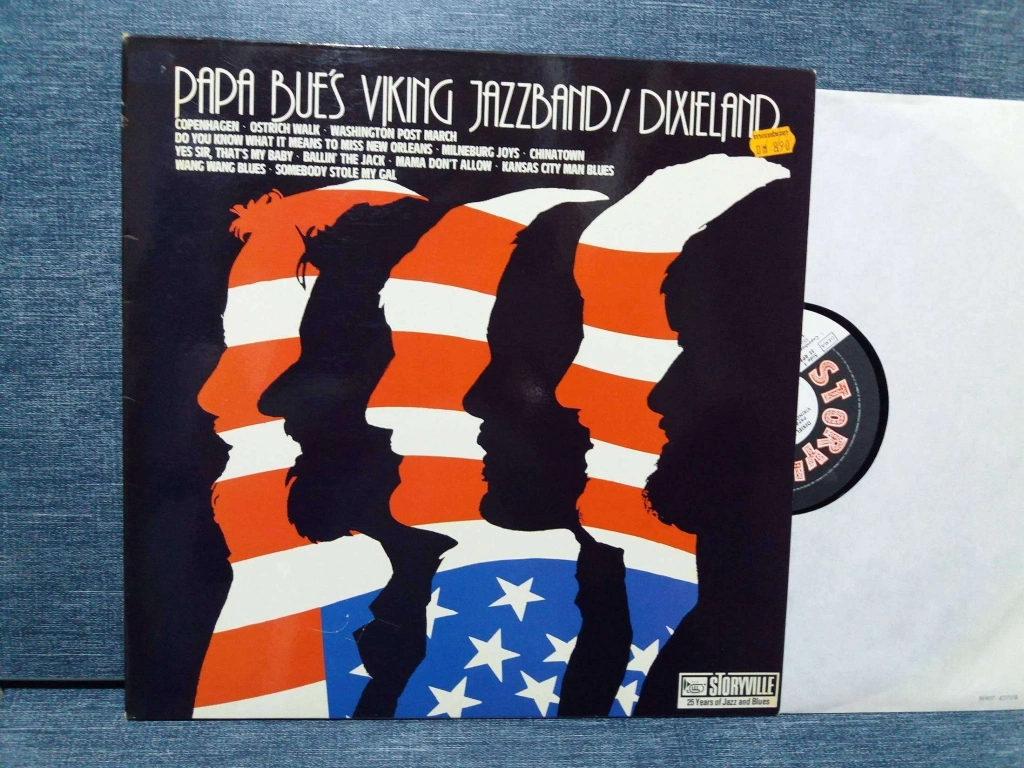 PAPA BUE'S VIKING JAZZBAND / DIXIELAND
COPENHAGEN · OSTRICH WALK · WASHINGTON POST MARCH
DO YOU KNOW WHAT IT MEANS TO MISS NEW ORLEANS · MILNEBURG JOYS · CHINATOWN
YES SIR, THAT'S MY BABY · BALLIN' THE JACK · MAMA DON'T ALLOW · KANSAS CITY MAN BLUES
WANG WANG BLUES · SOMEBODY STOLE MY GAL
DM 8,90
STORYV
STORYVILLE
25 Years of Jazz and Blues